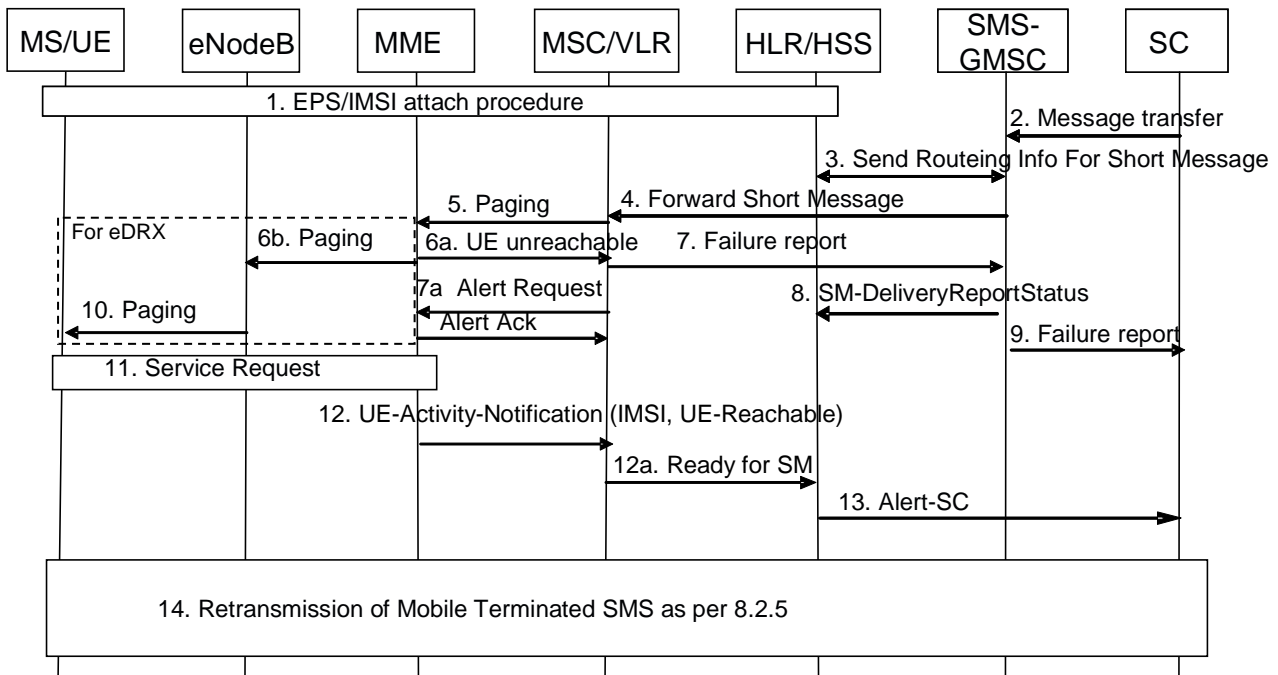 MS/UE
eNodeB
MME
MSC/VLR
HLR/HSS
SMS-
GMSC
SC
1. EPS/IMSI attach procedure
2. Message transfer
3. Send Routeing Info For Short Message
4. Forward Short Message
5. Paging
For eDRX
6b. Paging
6a. UE unreachable
7. Failure report
7a Alert Request
8. SM-DeliveryReportStatus
10. Paging
Alert Ack
9. Failure report
11. Service Request
12. UE-Activity-Notification (IMSI, UE-Reachable)
12a. Ready for SM
13. Alert-SC
14. Retransmission of Mobile Terminated SMS as per 8.2.5